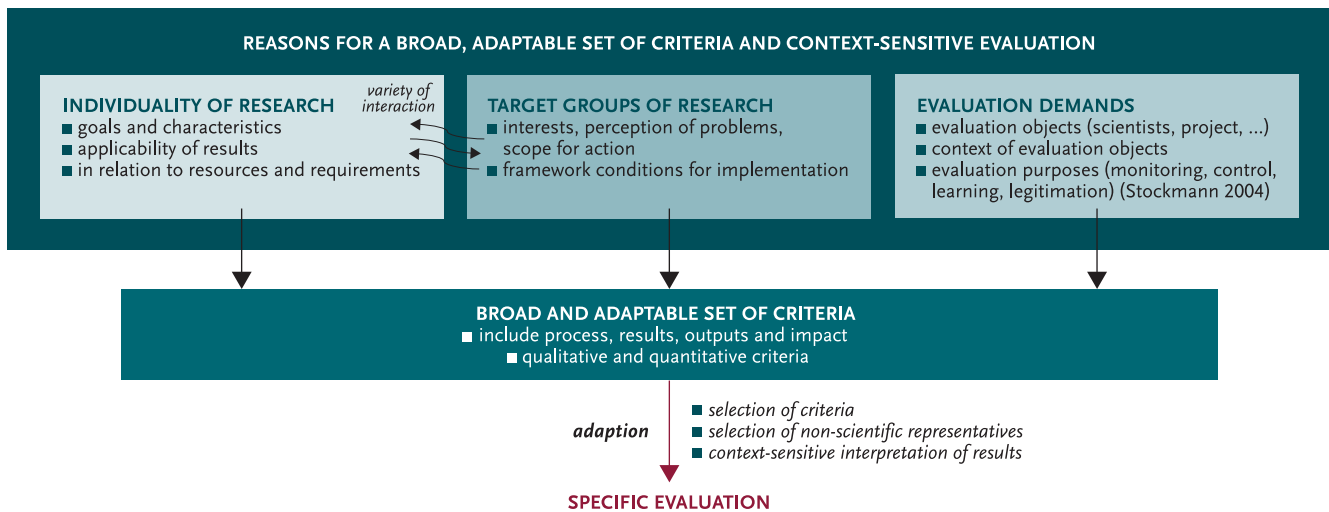 REASONS FOR A BROAD, ADAPTABLE SET OF CRITERIA AND CONTEXT-SENSITIVE EVALUATION
INDIVIDUALITY OF RESEARCH
■ goals and characteristics
■ applicability of results
■ in relation to resources and requirements
variety of
interaction
TARGET GROUPS OF RESEARCH
■ interests, perception of problems,
scope for action
■ framework conditions for implementation
EVALUATION DEMANDS
■ evaluation objects (scientists, project, ...)
■ context of evaluation objects
■ evaluation purposes (monitoring, control,
learning, legitimation) (Stockmann 2004)
BROAD AND ADAPTABLE SET OF CRITERIA
■ include process, results, outputs and impact
■ qualitative and quantitative criteria
adaption
■ selection of criteria
■ selection of non-scientific representatives
■ context-sensitive interpretation of results
SPECIFIC EVALUATION